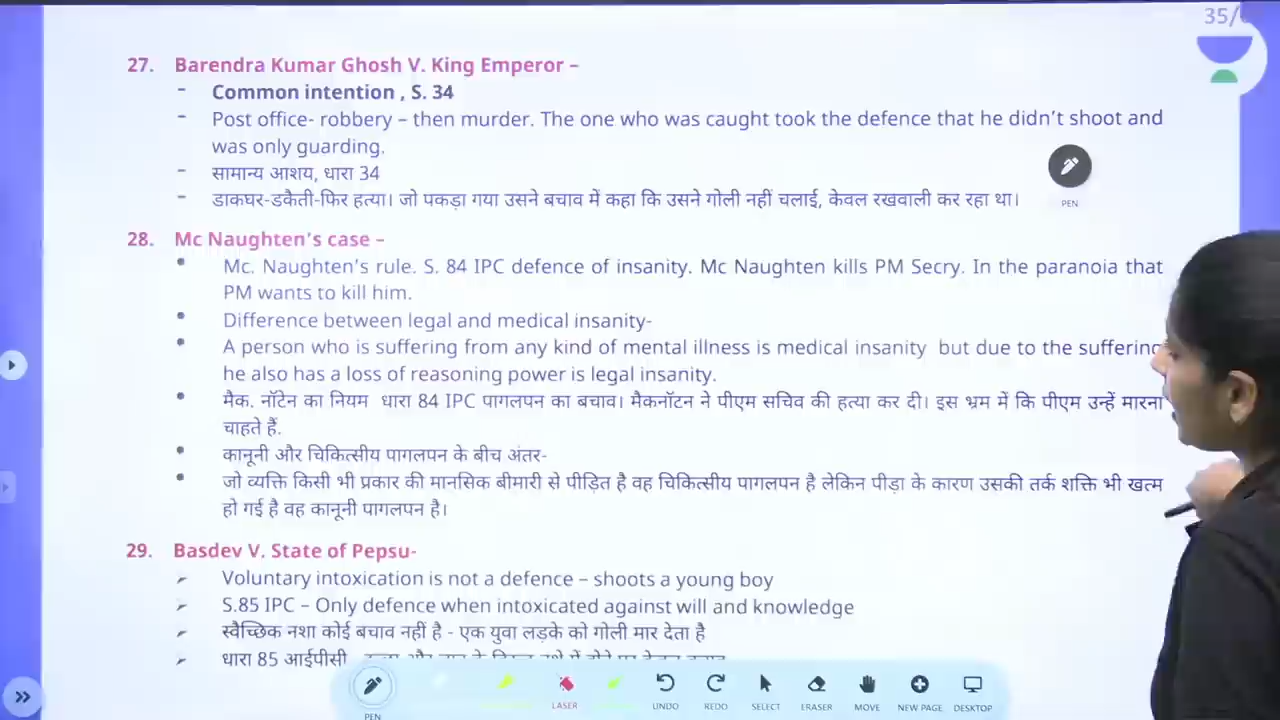 35/
27. Barendra Kumar Ghosh V. King Emperor –
- Common intention , S. 34
- Post office- robbery – then murder. The one who was caught took the defence that he didn't shoot and
was only guarding.
- सामान्य आशय, धारा 34
- डाकघर-डकैती-फिर हत्या। जो पकड़ा गया उसने बचाव में कहा कि उसने गोली नहीं चलाई, केवल रखवाली कर रहा था।
PEN
28. Mc Naughten's case –
• Mc. Naughten's rule. S. 84 IPC defence of insanity. Mc Naughten kills PM Secry. In the paranoia that
PM wants to kill him.
• Difference between legal and medical insanity-
• A person who is suffering from any kind of mental illness is medical insanity but due to the suffering
he also has a loss of reasoning power is legal insanity.
• मैक. नॉटेन का नियम धारा 84 IPC पागलपन का बचाव। मैकनॉटन ने पीएम सचिव की हत्या कर दी। इस भ्रम में कि पीएम उन्हें मारना
चाहते हैं.
• कानूनी और चिकित्सीय पागलपन के बीच अंतर-
• जो व्यक्ति किसी भी प्रकार की मानसिक बीमारी से पीड़ित है वह चिकित्सीय पागलपन है लेकिन पीड़ा के कारण उसकी तर्क शक्ति भी खत्म
हो गई है वह कानूनी पागलपन है।
29. Basdev V. State of Pepsu-
➢ Voluntary intoxication is not a defence – shoots a young boy
➢ S.85 IPC – Only defence when intoxicated against will and knowledge
➢ स्वैच्छिक नशा कोई बचाव नहीं है - एक युवा लड़के को गोली मार देता है
➢ धारा 85 आईपीसी
PEN LASER UNDO REDO SELECT ERASER MOVE NEW PAGE DESKTOP